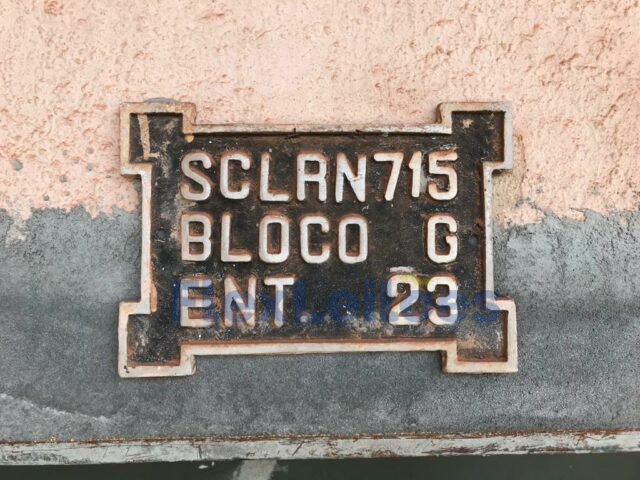 SCLRN715
BLOCO G
ENT. 23